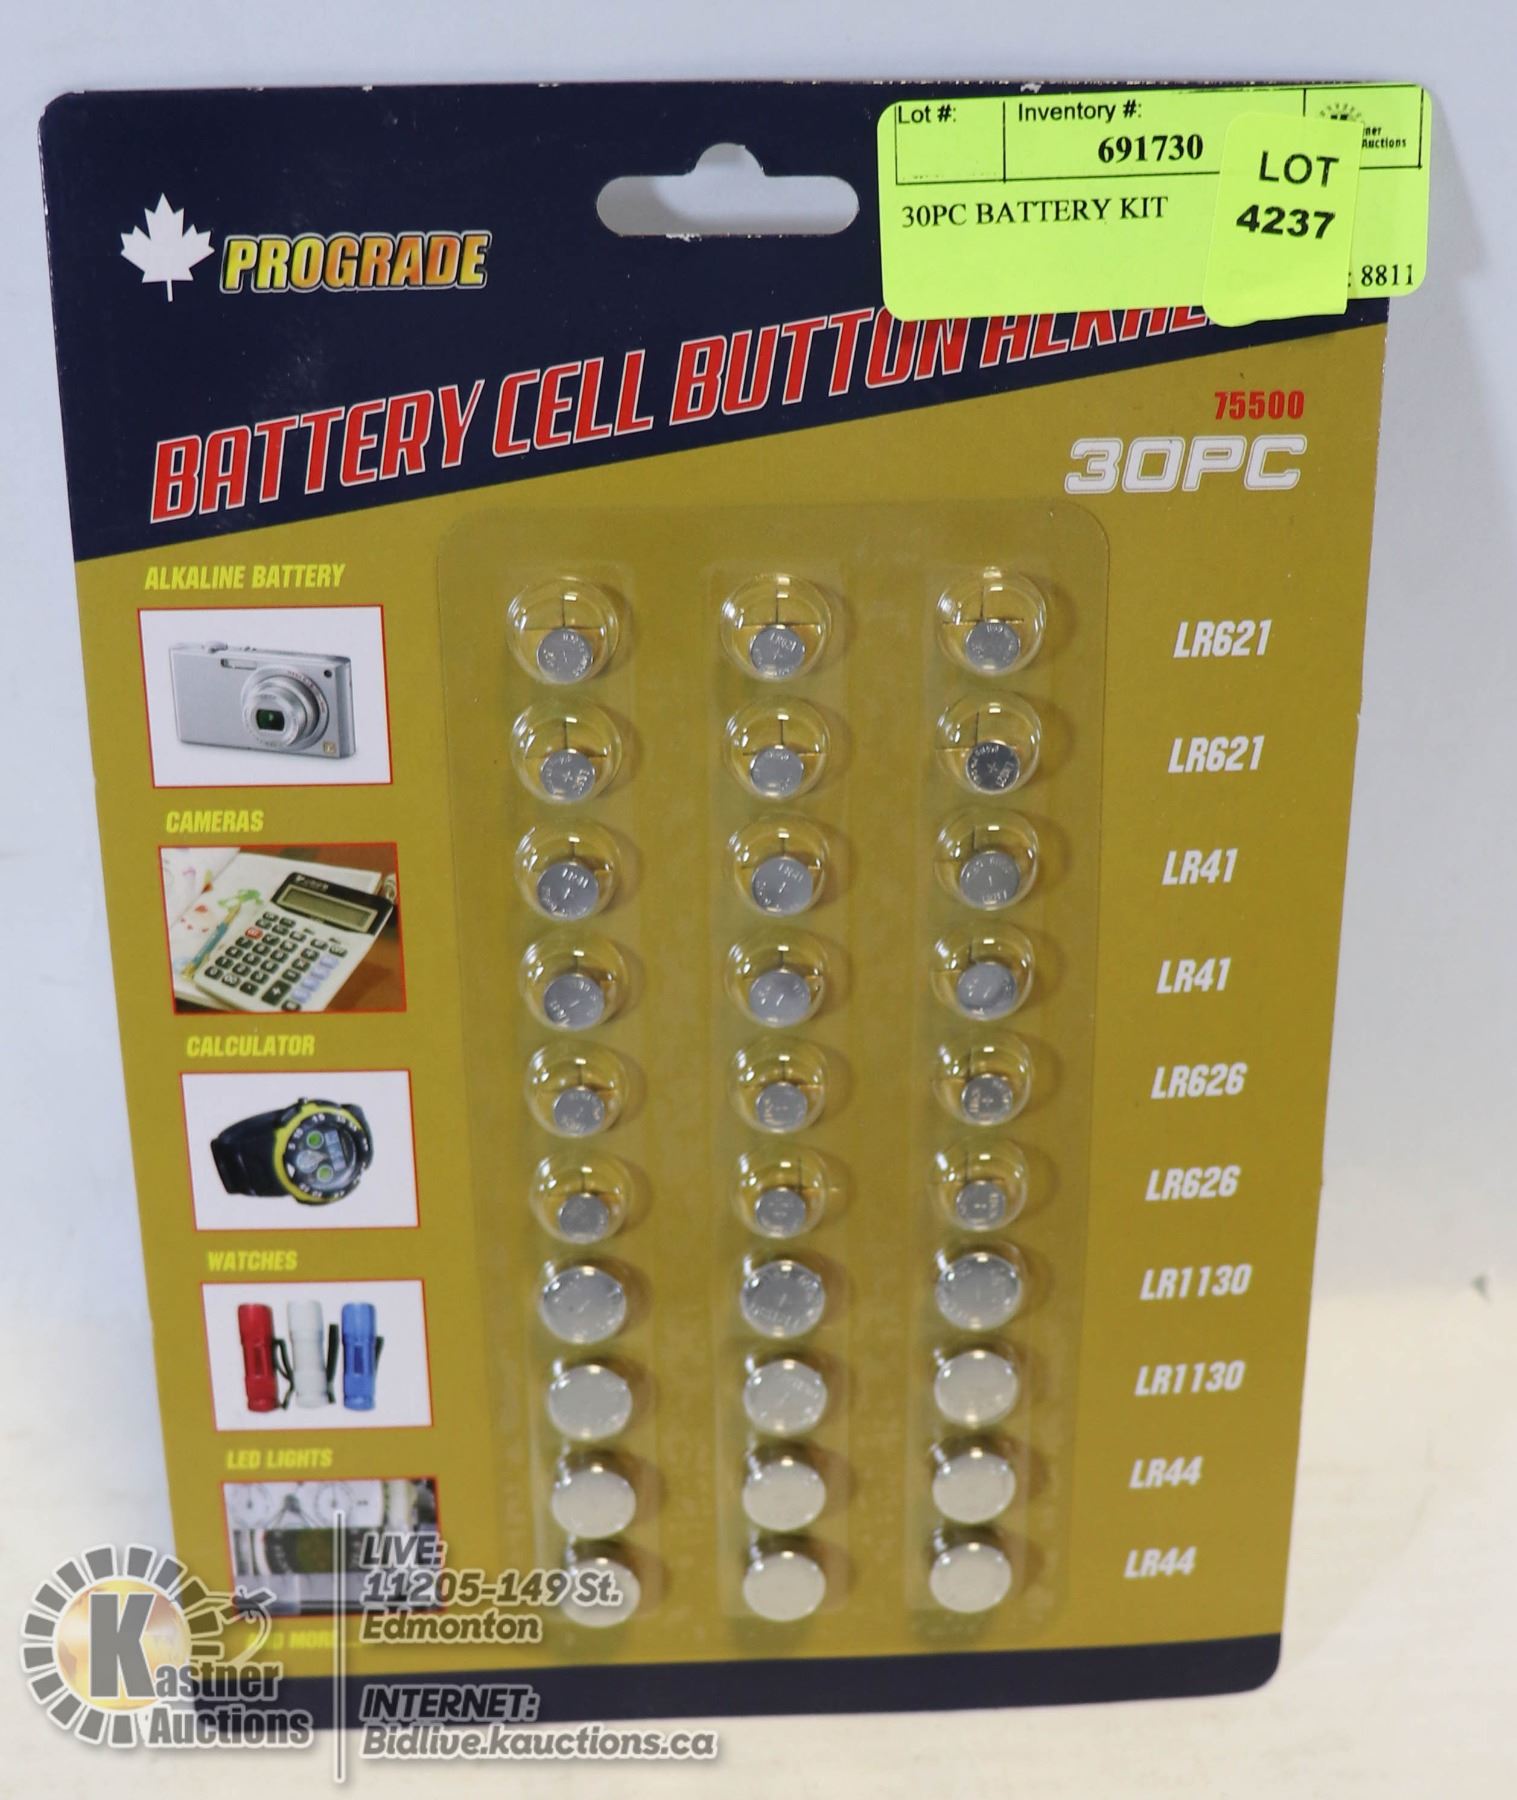 Lot #:
Inventory #:
691730
Auctions
30PC BATTERY KIT
LOT
4237
: 8811
PROGRADE
BATTERY CELL BUTTON
75500
30PC
ALKALINE BATTERY
CAMERAS
CALCULATOR
WATCHES
LED LIGHTS
LR621
LR621
LR41
LR41
LR626
LR626
LR1130
LR1130
LR44
LR44
Kastner
Auctions
LIVE:
11205-149 St.
Edmonton
INTERNET:
Bidlive.kauctions.ca